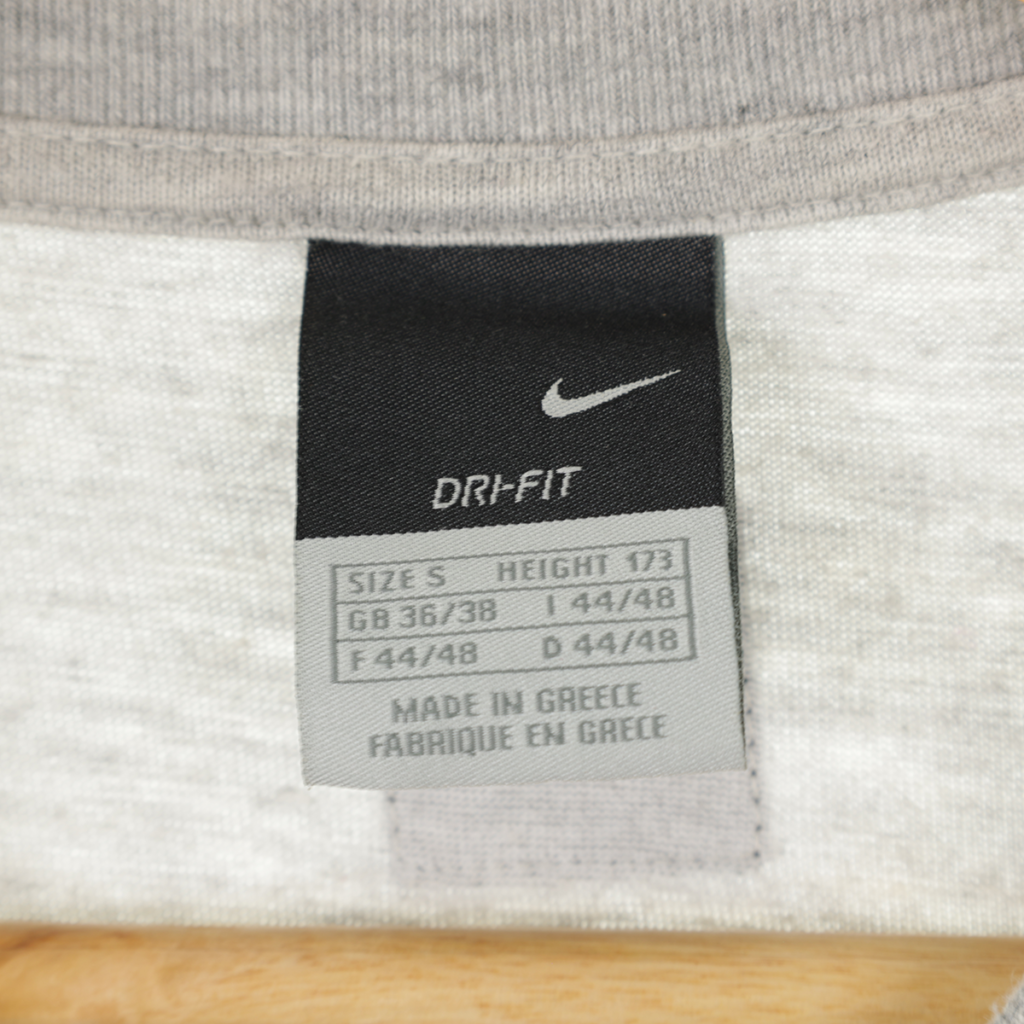 DRI-FIT
SIZE S HEIGHT 173
GB 36/38 I 44/48
F 44/48 D 44/48
MADE IN GREECE
FABRIQUE EN GRECE